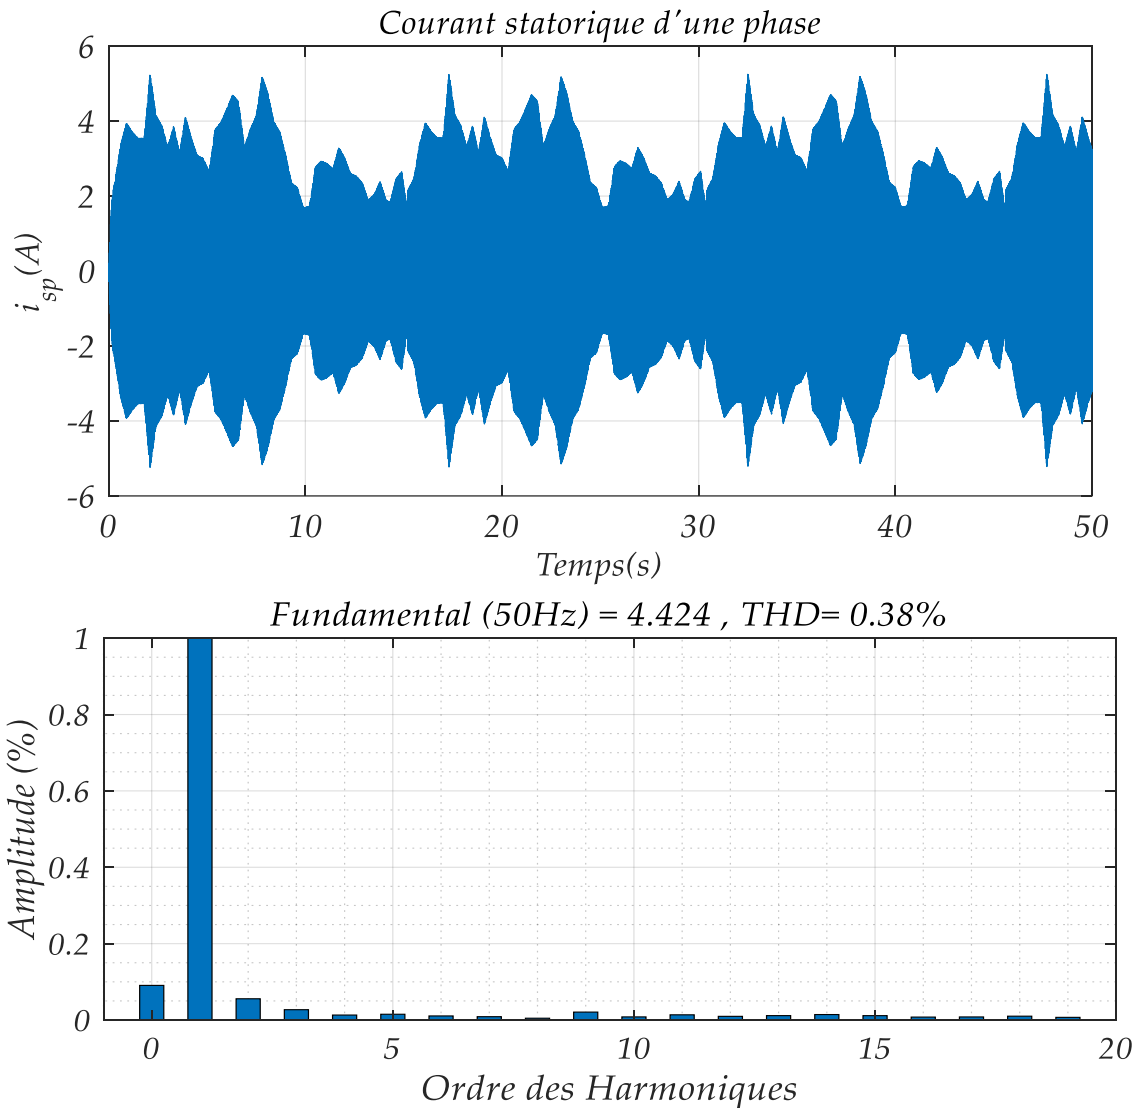 Courant statorique d'une phase
6
4
2
0
-2
-4
-6
i sp (A)
0 10 20 30 40 50
Temps(s)
Fundamental (50Hz) = 4.424 , THD= 0.38%
1
0.8
0.6
0.4
0.2
0
Amplitude (%)
0 5 10 15 20
Ordre des Harmoniques